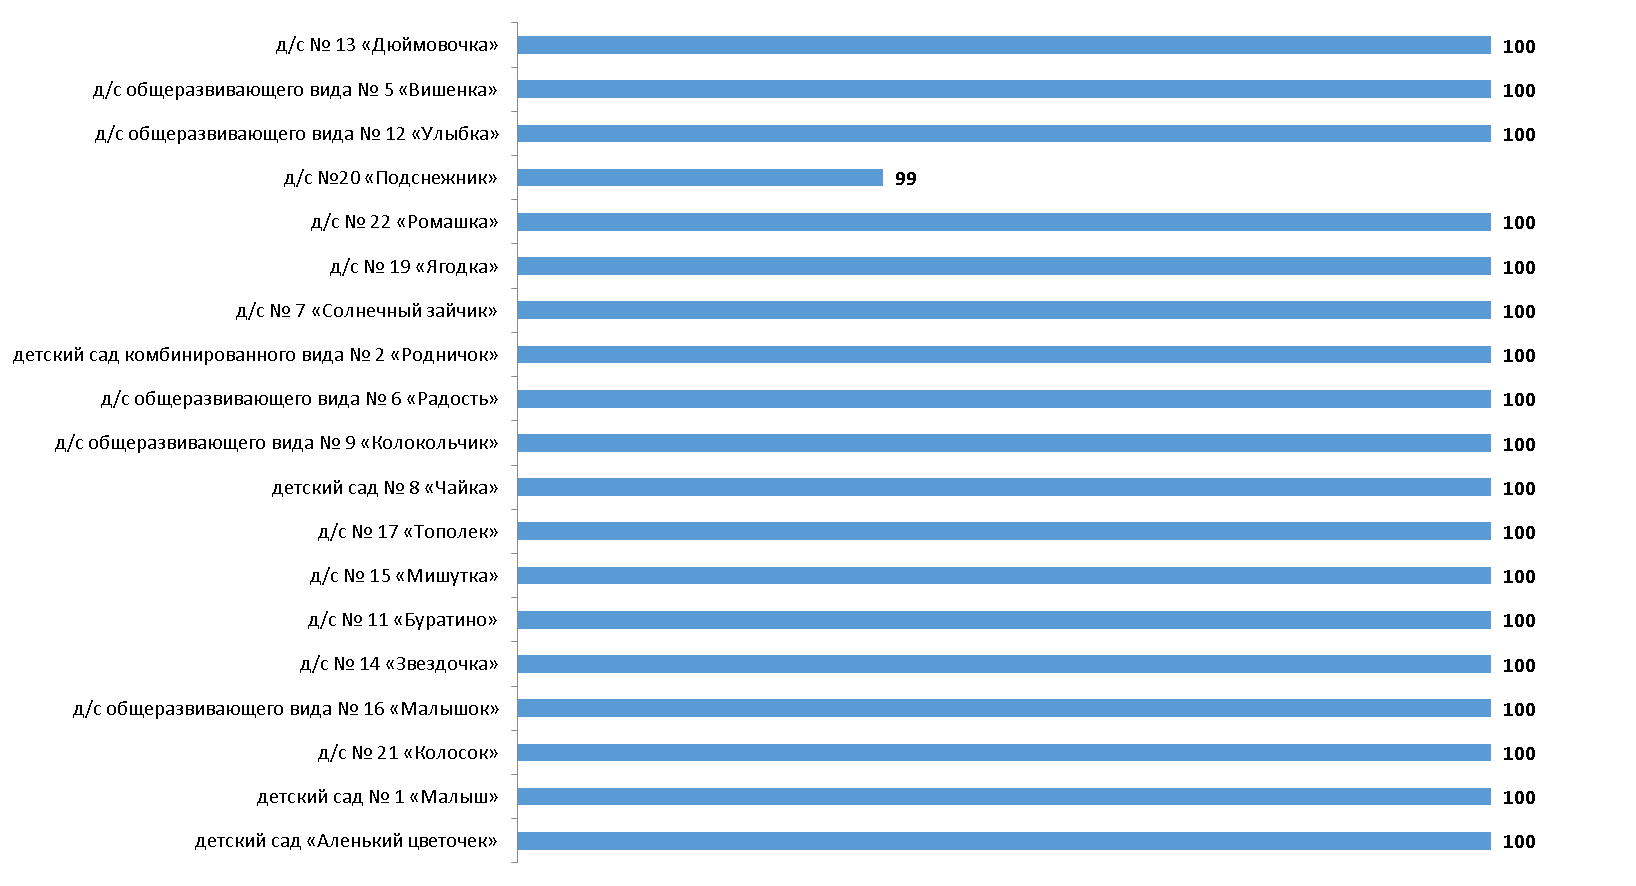 д/с № 13 «Дюймовочка» 100
д/с общеразвивающего вида № 5 «Вишенка» 100
д/с общеразвивающего вида № 12 «Улыбка» 100
д/с №20 «Подснежник» 99
д/с № 22 «Ромашка» 100
д/с № 19 «Ягодка» 100
д/с № 7 «Солнечный зайчик» 100
детский сад комбинированного вида № 2 «Родничок» 100
д/с общеразвивающего вида № 6 «Радость» 100
д/с общеразвивающего вида № 9 «Колокольчик» 100
детский сад № 8 «Чайка» 100
д/с № 17 «Тополек» 100
д/с № 15 «Мишутка» 100
д/с № 11 «Буратино» 100
д/с № 14 «Звездочка» 100
д/с общеразвивающего вида № 16 «Малышок» 100
д/с № 21 «Колосок» 100
детский сад № 1 «Малыш» 100
детский сад «Аленький цветочек» 100